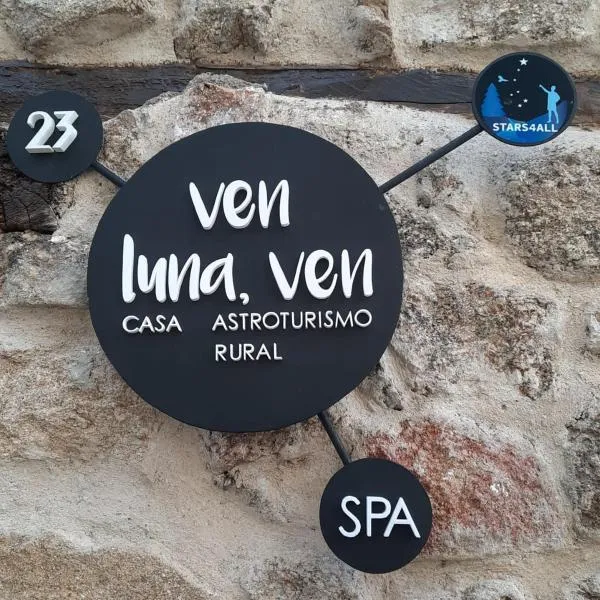 23
STARS4ALL
ven
luna, ven
CASA ASTROTURISMO
RURAL
SPA